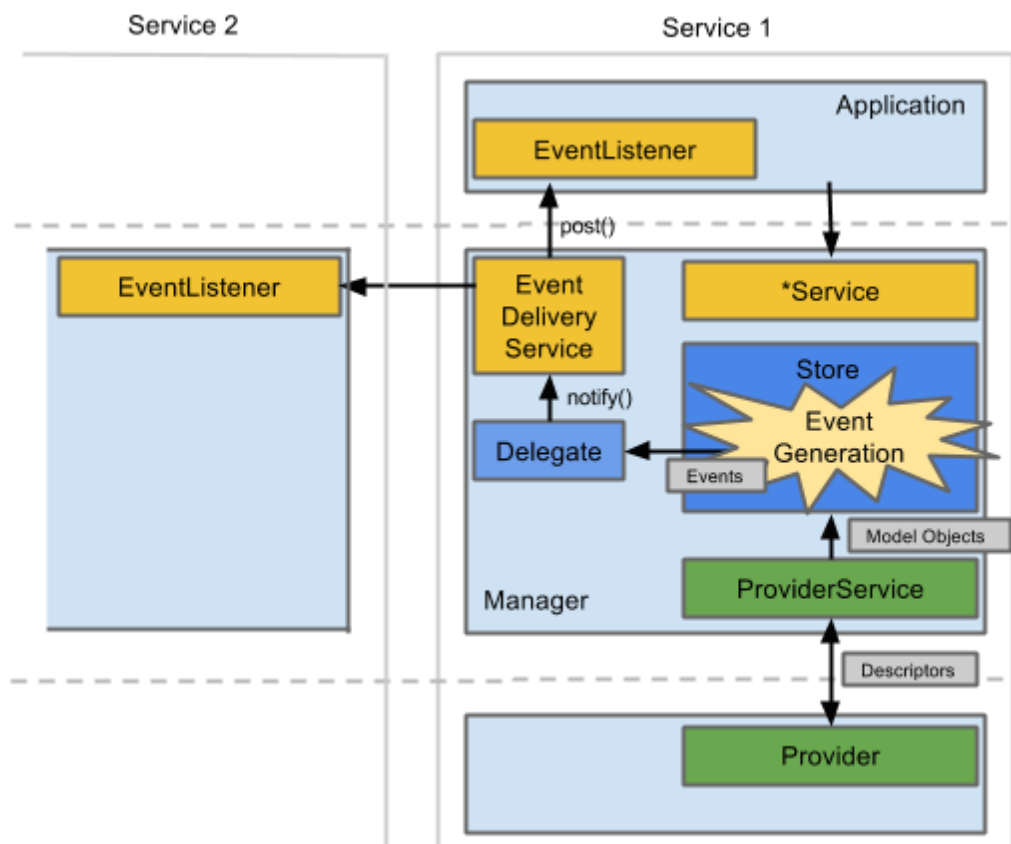 Service 2
Service 1
Application
EventListener
post()
EventListener
Event
Delivery
Service
*Service
Store
notify()
Event
Generation
Delegate
Events
Model Objects
ProviderService
Manager
Descriptors
Provider